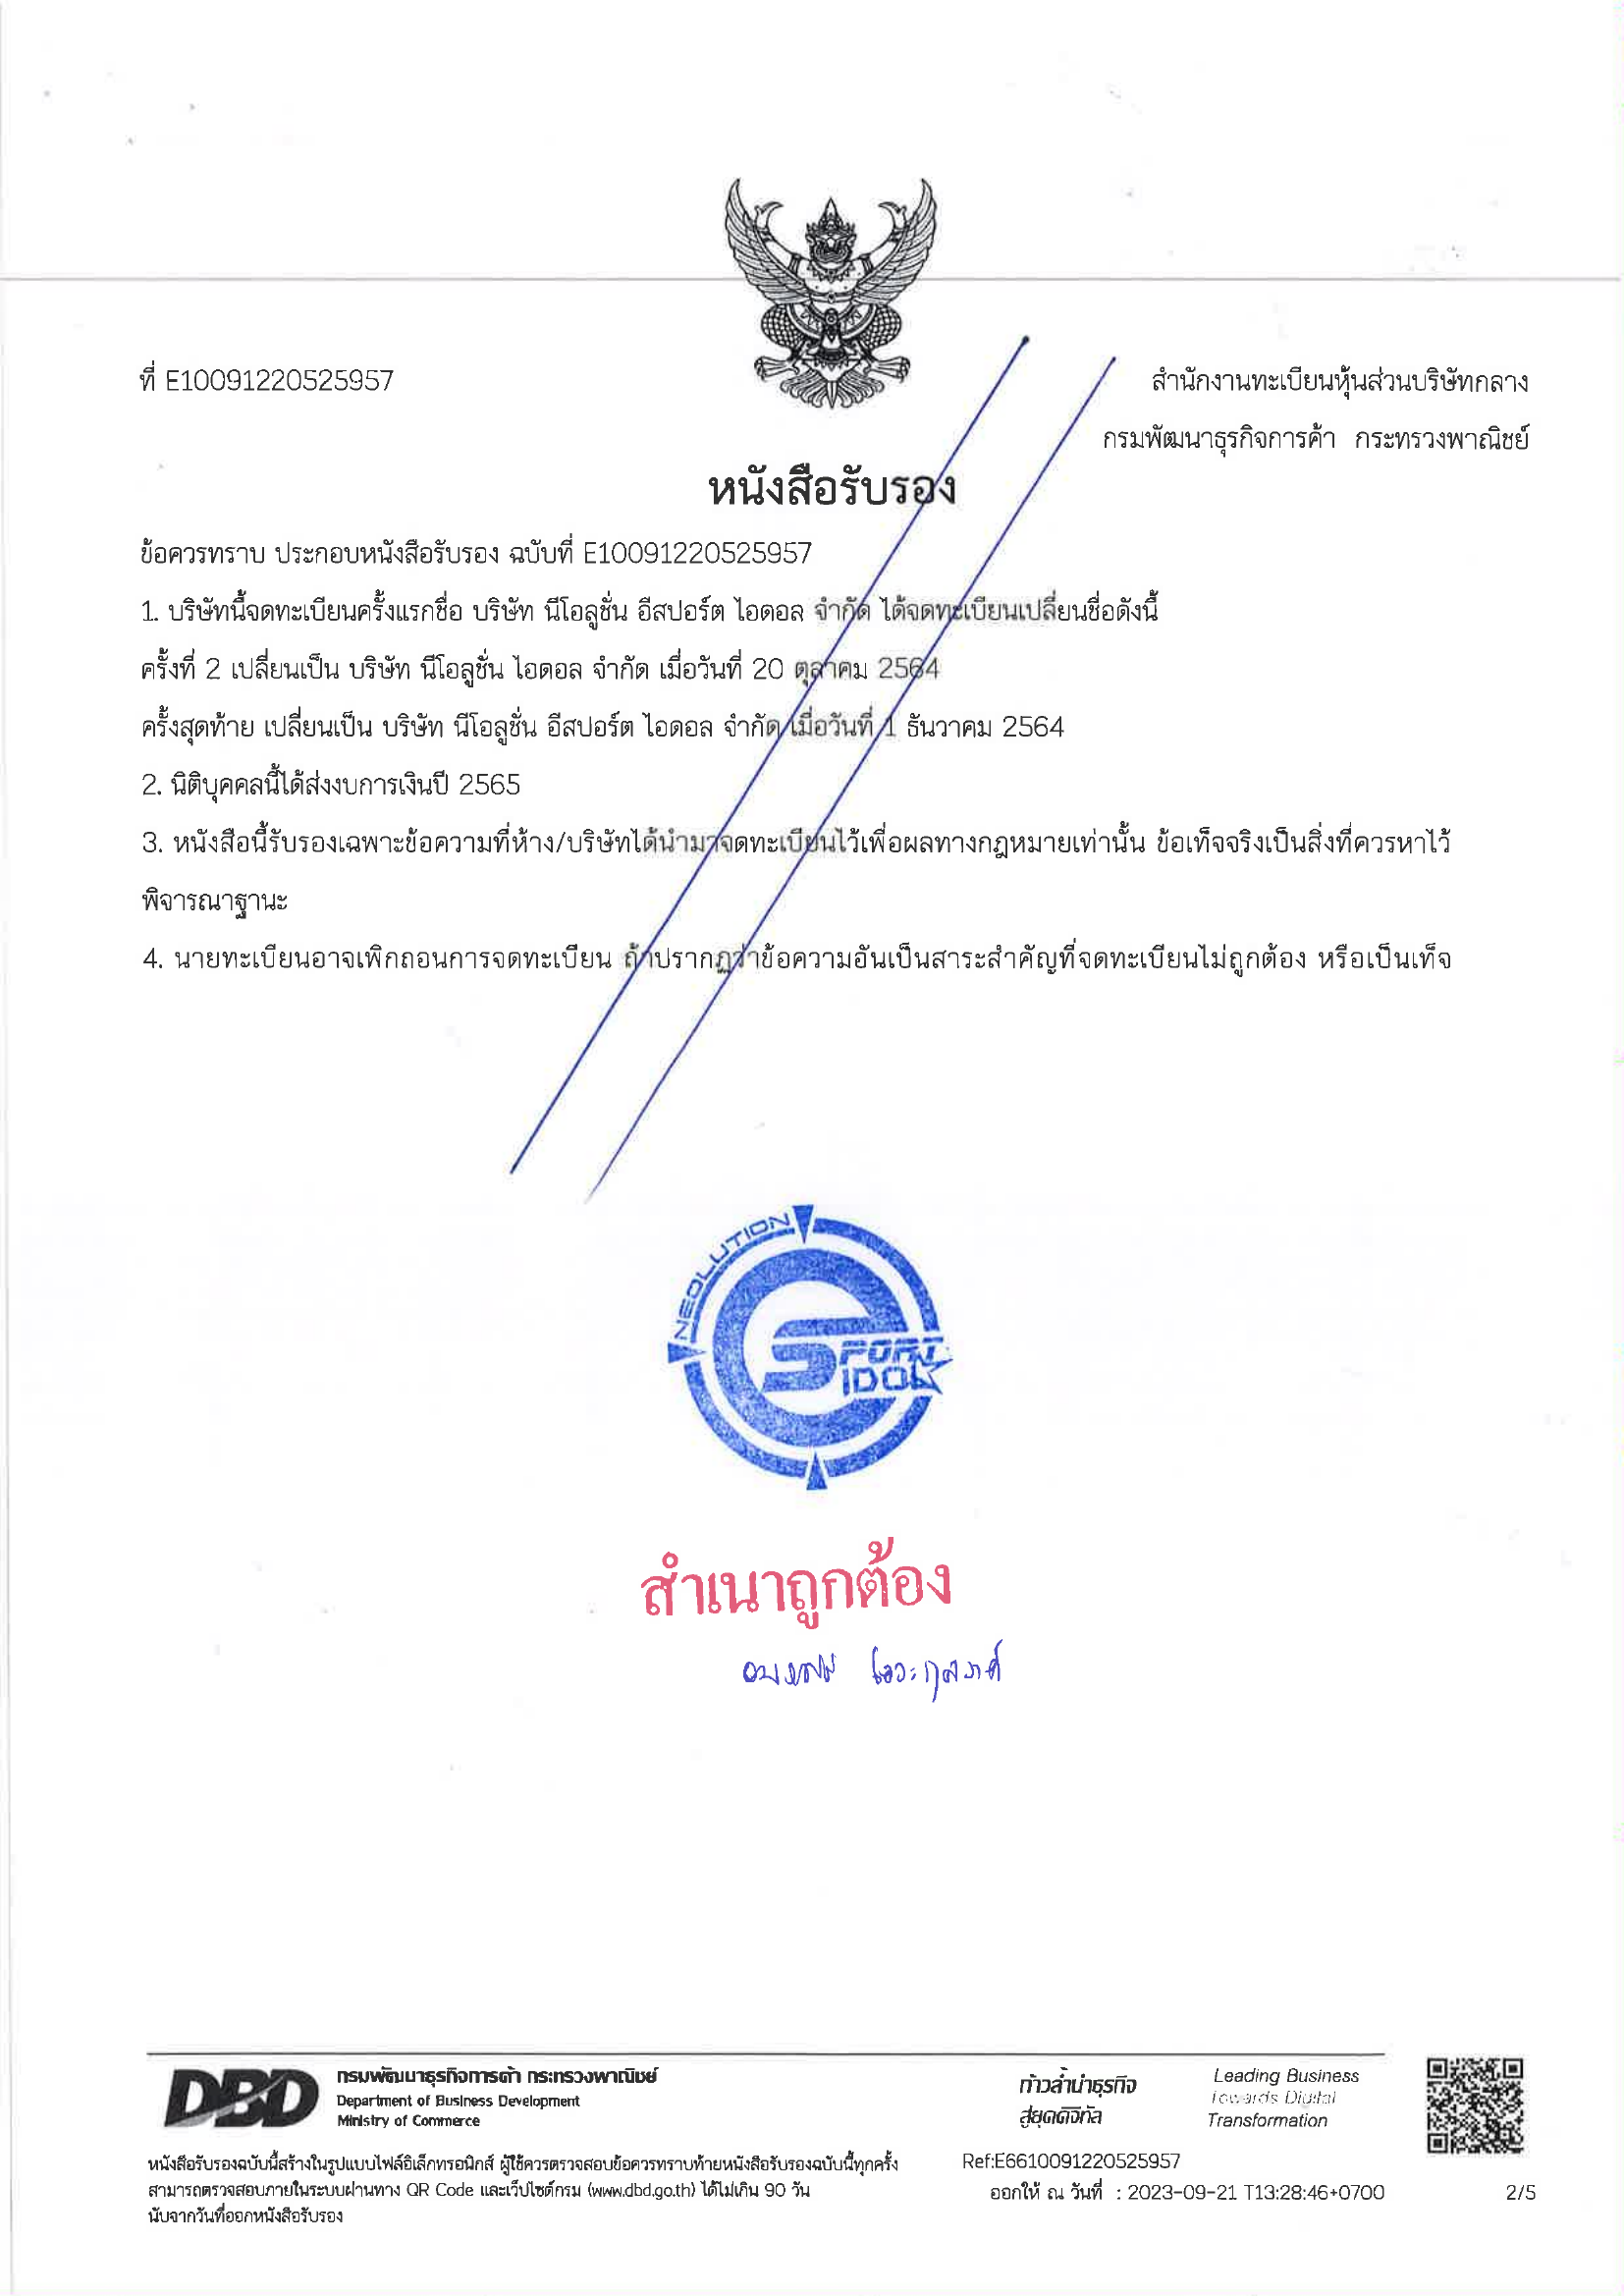 ที่ E10091220525957
สำนักงานทะเบียนหุ้นส่วนบริษัทกลาง
กรมพัฒนาธุรกิจการค้า กระทรวงพาณิชย์
หนังสือรับรอง
ข้อควรทราบ ประกอบหนังสือรับรอง ฉบับที่ E10091220525957
1. บริษัทนี้จดทะเบียนครั้งแรกชื่อ บริษัท นีโอลูชั่น อีสปอร์ต ไอดอล จำกัด ได้จดทะเบียนเปลี่ยนชื่อดังนี้
ครั้งที่ 2 เปลี่ยนเป็น บริษัท นีโอลูชั่น ไอดอล จำกัด เมื่อวันที่ 20 ตุลาคม 2564
ครั้งสุดท้าย เปลี่ยนเป็น บริษัท นีโอลูชั่น อีสปอร์ต ไอดอล จำกัด เมื่อวันที่ 1 ธันวาคม 2564
2. นิติบุคคลนี้ได้ส่งงบการเงินปี 2565
3. หนังสือนี้รับรองเฉพาะข้อความที่ห้าง/บริษัทได้นำมาจดทะเบียนไว้เพื่อผลทางกฎหมายเท่านั้น ข้อเท็จจริงเป็นสิ่งที่ควรหาไว้
พิจารณาฐานะ
4. นายทะเบียนอาจเพิกถอนการจดทะเบียน ถ้าปรากฏว่าข้อความอันเป็นสาระสำคัญที่จดทะเบียนไม่ถูกต้อง หรือเป็นเท็จ
NEOLUTION
SPORT
IDOL
สำเนาถูกต้อง
DBD
กรมพัฒนาธุรกิจการค้า กระทรวงพาณิชย์
Department of Business Development
Ministry of Commerce
ก้าวล้ำนำธุรกิจ
สู่ยุคดิจิทัล
Leading Business
Towards Digital
Transformation
หนังสือรับรองฉบับนี้สร้างในรูปแบบไฟล์อิเล็กทรอนิกส์ ผู้ใช้ควรตรวจสอบข้อควรทราบท้ายหนังสือรับรองฉบับนี้ทุกครั้ง
สามารถตรวจสอบภายในระบบผ่านทาง QR Code และเว็บไซต์กรม (www.dbd.go.th) ได้ไม่เกิน 90 วัน
นับจากวันที่ออกหนังสือรับรอง
Ref:E6610091220525957
ออกให้ ณ วันที่ : 2023-09-21 T13:28:46+0700
2/5